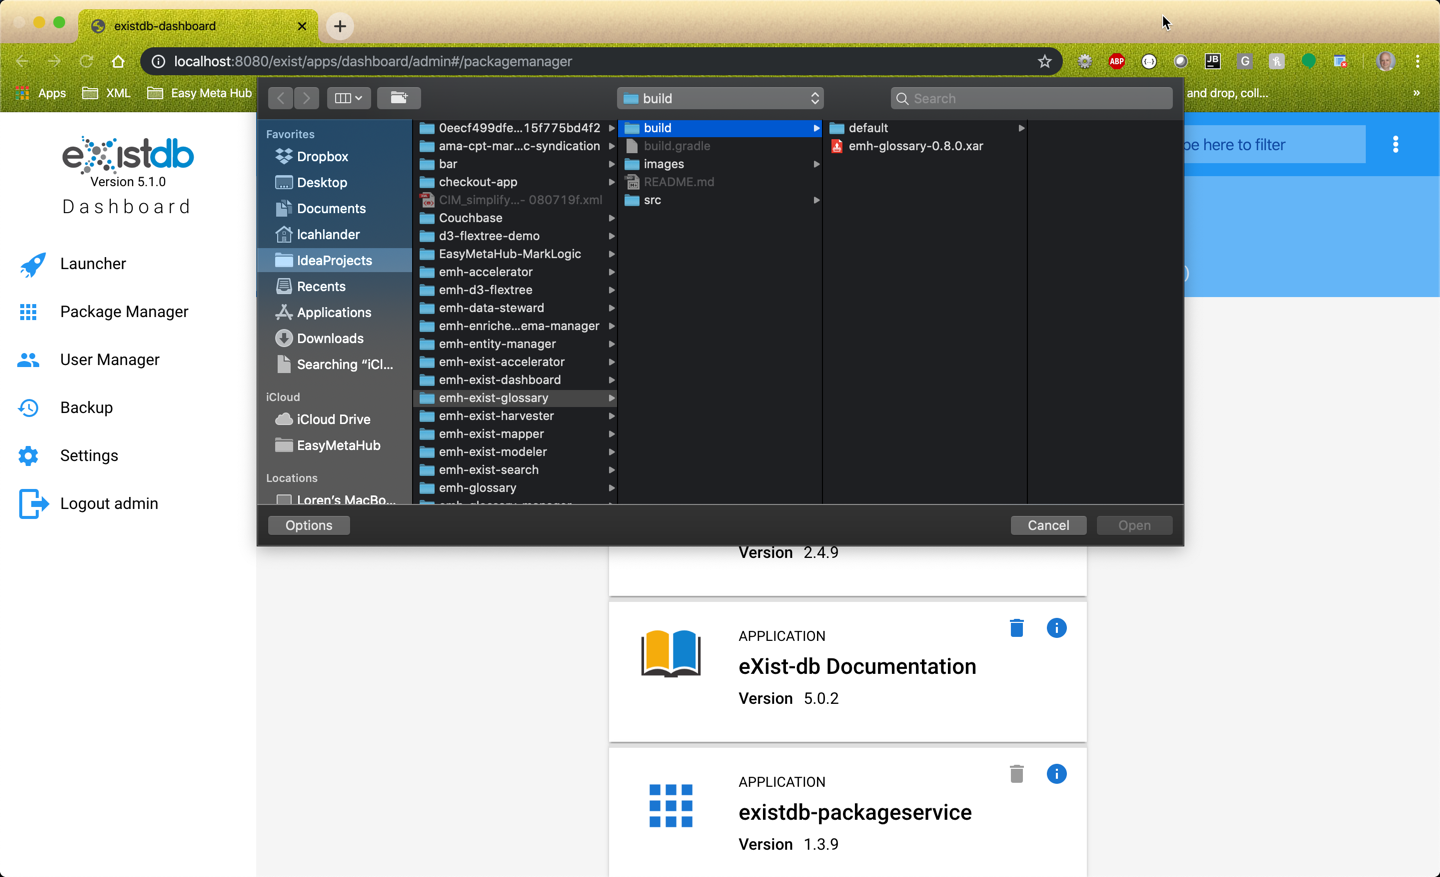 existdb-dashboard
localhost:8080/exist/apps/dashboard/admin#/packagemanager
ABP
JB
G
Apps
XML
Easy Meta Hub
and drop, coll...
»
build
Search
existdb
Version 5.1.0
Dashboard
Launcher
Package Manager
User Manager
Backup
Settings
Logout admin
Favorites
Dropbox
Desktop
Documents
lcahlander
IdeaProjects
Recents
Applications
Downloads
Searching “iCl...
iCloud
iCloud Drive
EasyMetaHub
Locations
Loren’s MacBo...
0eecf499dfe...15f775bd4f2
ama-cpt-mar...c-syndication
bar
checkout-app
CIM_simplify...- 080719f.xml
Couchbase
d3-flextree-demo
EasyMetaHub-MarkLogic
emh-accelerator
emh-d3-flextree
emh-data-steward
emh-enriche...ema-manager
emh-entity-manager
emh-exist-accelerator
emh-exist-dashboard
emh-exist-glossary
emh-exist-harvester
emh-exist-mapper
emh-exist-modeler
emh-exist-search
emh-glossary
build
build.gradle
images
README.md
src
default
emh-glossary-0.8.0.xar
Options
Cancel
Open
pe here to filter
)
Version 2.4.9
APPLICATION
eXist-db Documentation
Version 5.0.2
APPLICATION
existdb-packageservice
Version 1.3.9